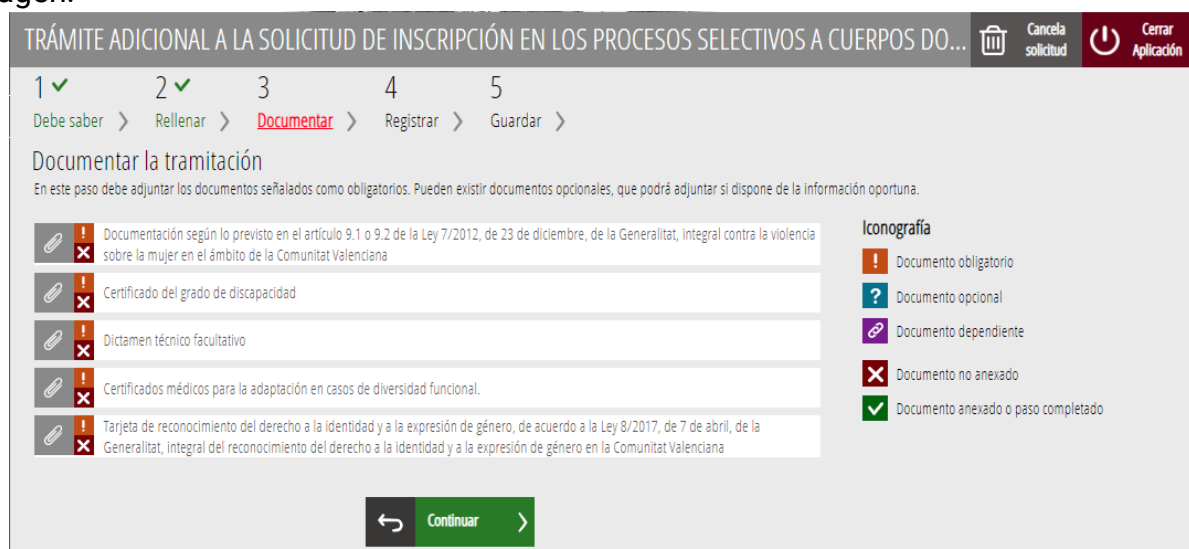 agen.
TRÁMITE ADICIONAL A LA SOLICITUD DE INSCRIPCIÓN EN LOS PROCESOS SELECTIVOS A CUERPOS DO...
Cancela
solicitud
Cerrar
Aplicación
1 2 3 4 5
Debe saber Rellenar Documentar Registrar Guardar
Documentar la tramitación
En este paso debe adjuntar los documentos señalados como obligatorios. Pueden existir documentos opcionales, que podrá adjuntar si dispone de la información oportuna.
Documentación según lo previsto en el artículo 9.1 o 9.2 de la Ley 7/2012, de 23 de diciembre, de la Generalitat, integral contra la violencia
sobre la mujer en el ámbito de la Comunitat Valenciana
Certificado del grado de discapacidad
Dictamen técnico facultativo
Certificados médicos para la adaptación en casos de diversidad funcional.
Tarjeta de reconocimiento del derecho a la identidad y a la expresión de género, de acuerdo a la Ley 8/2017, de 7 de abril, de la
Generalitat, integral del reconocimiento del derecho a la identidad y a la expresión de género en la Comunitat Valenciana
Iconografía
! Documento obligatorio
? Documento opcional
Documento dependiente
Documento no anexado
Documento anexado o paso completado
Continuar